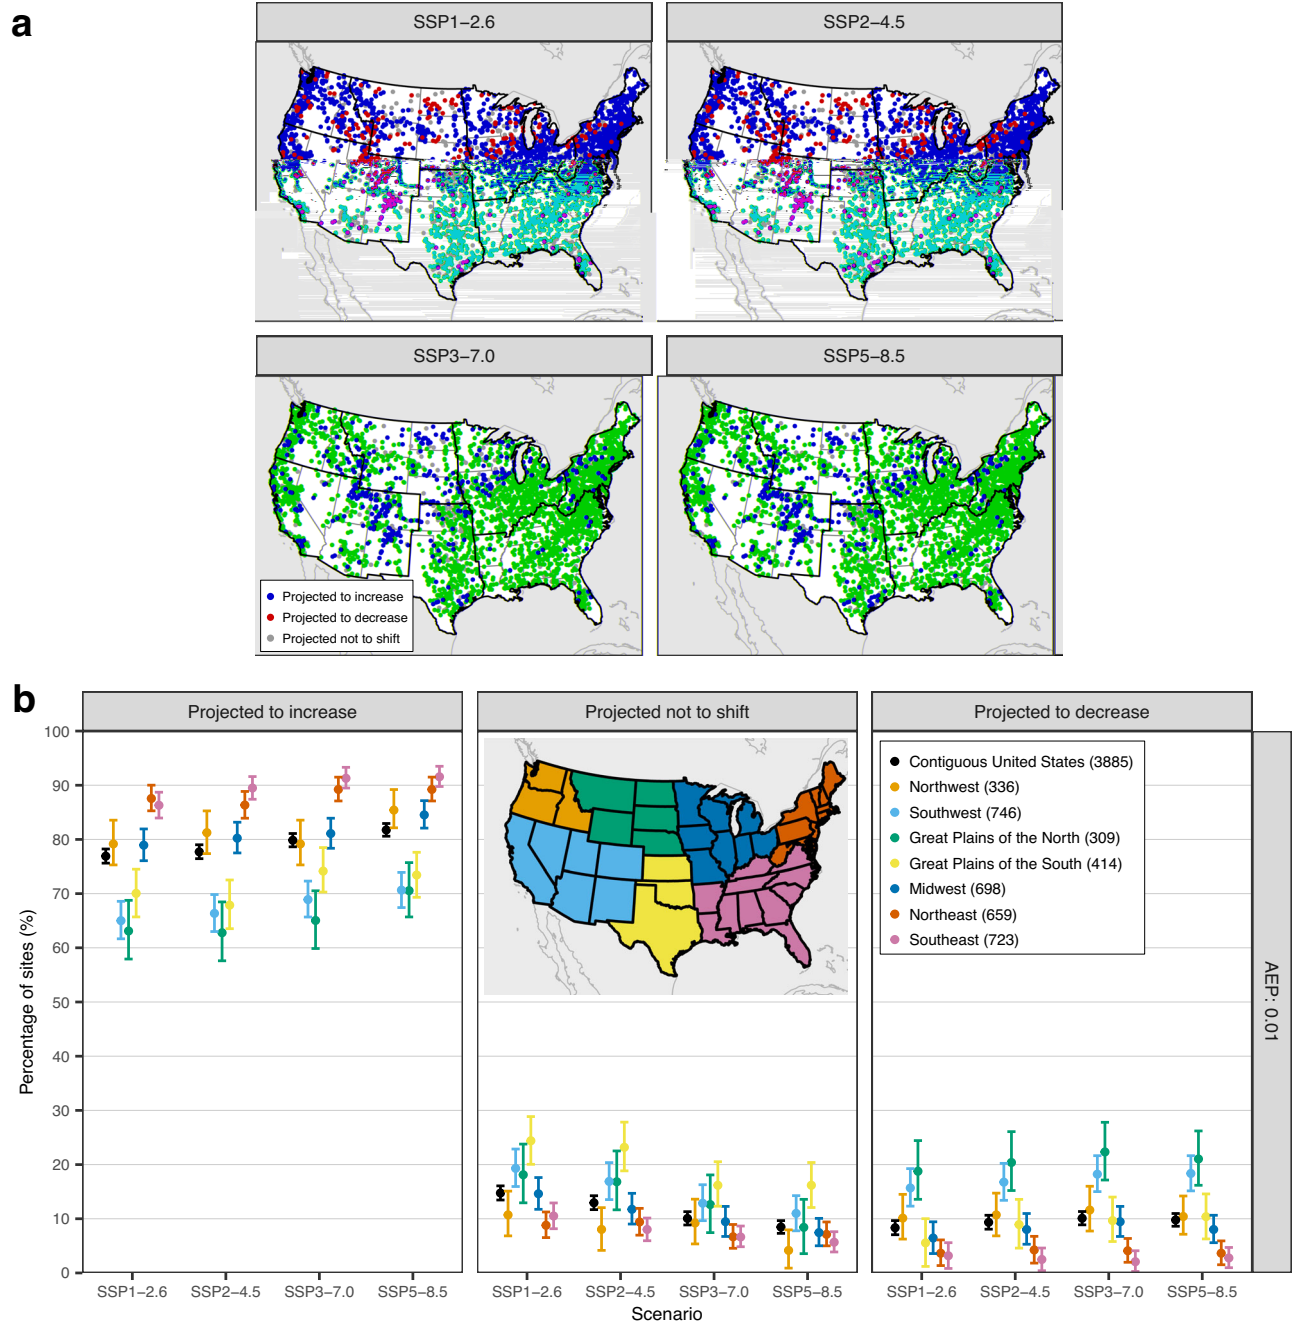 a
SSP1−2.6
SSP2−4.5
SSP3−7.0
SSP5−8.5
Projected to increase
Projected to decrease
Projected not to shift
b
Projected to increase
Projected not to shift
Projected to decrease
100
90
80
70
60
50
40
30
20
10
0
Percentage of sites (%)
Contiguous United States (3885)
Northwest (336)
Southwest (746)
Great Plains of the North (309)
Great Plains of the South (414)
Midwest (698)
Northeast (659)
Southeast (723)
AEP: 0.01
SSP1−2.6
SSP2−4.5
SSP3−7.0
SSP5−8.5
SSP1−2.6
SSP2−4.5
SSP3−7.0
SSP5−8.5
SSP1−2.6
SSP2−4.5
SSP3−7.0
SSP5−8.5
Scenario